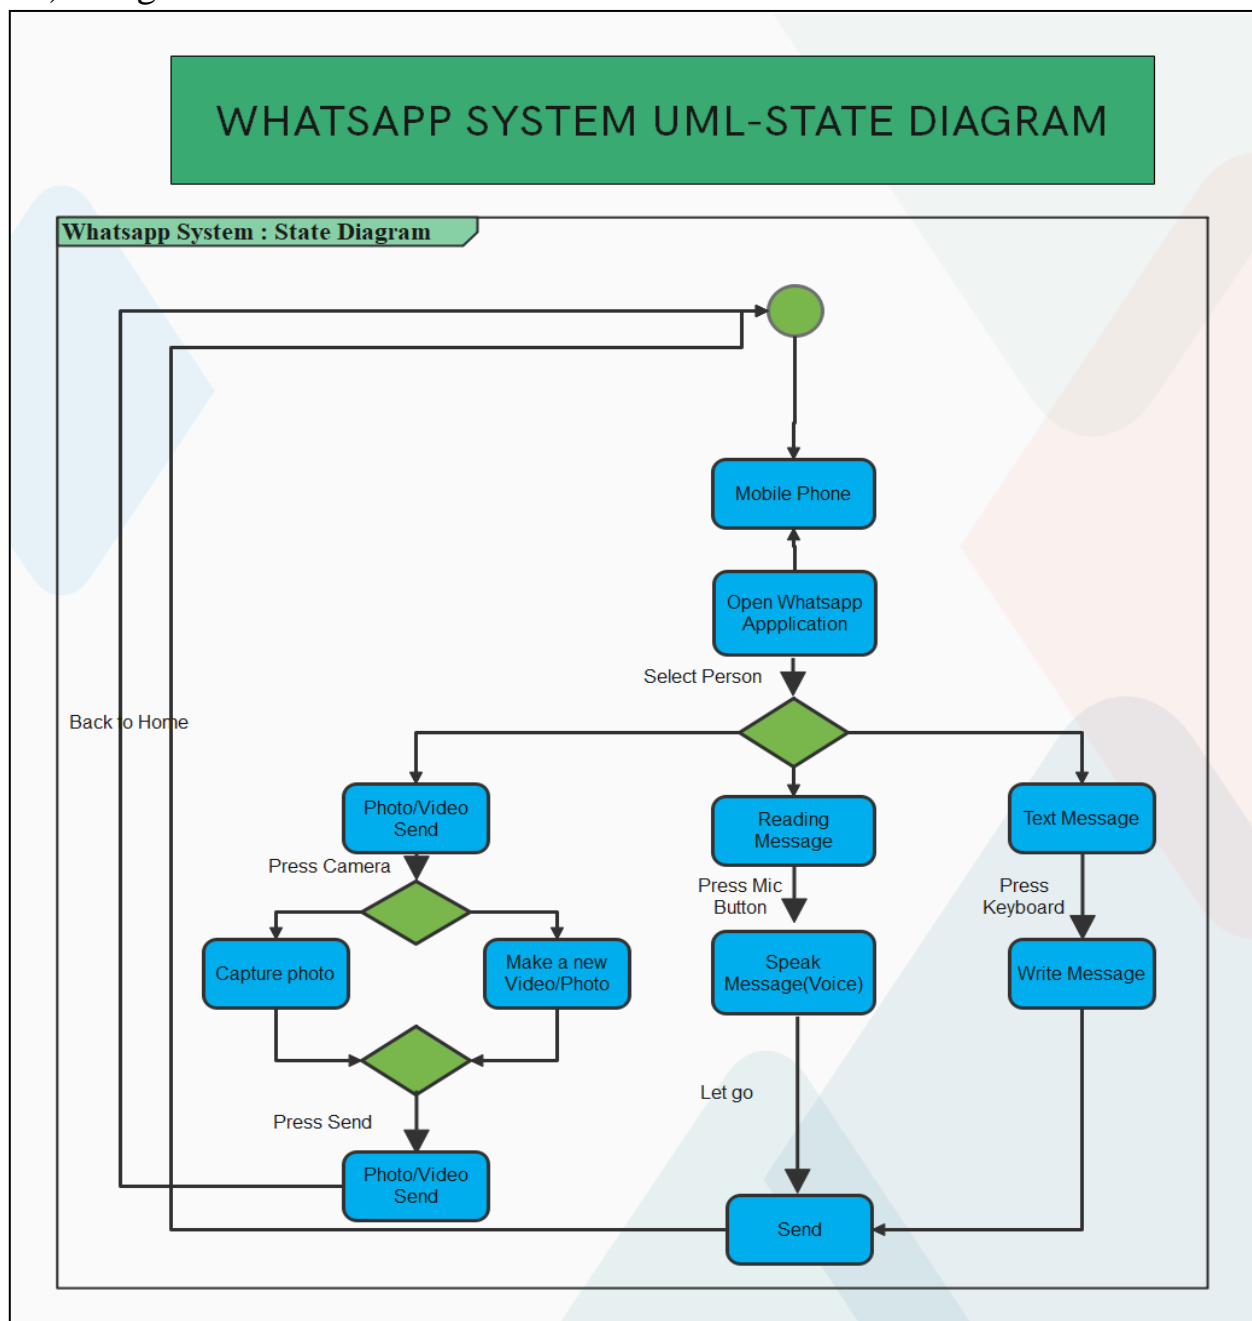 WHATSAPP SYSTEM UML-STATE DIAGRAM
Whatsapp System : State Diagram
Mobile Phone
Open Whatsapp
Appplication
Select Person
Back to Home
Photo/Video
Send
Reading
Message
Text Message
Press Camera
Press Mic
Button
Press
Keyboard
Capture photo
Make a new
Video/Photo
Speak
Message(Voice)
Write Message
Let go
Press Send
Photo/Video
Send
Send